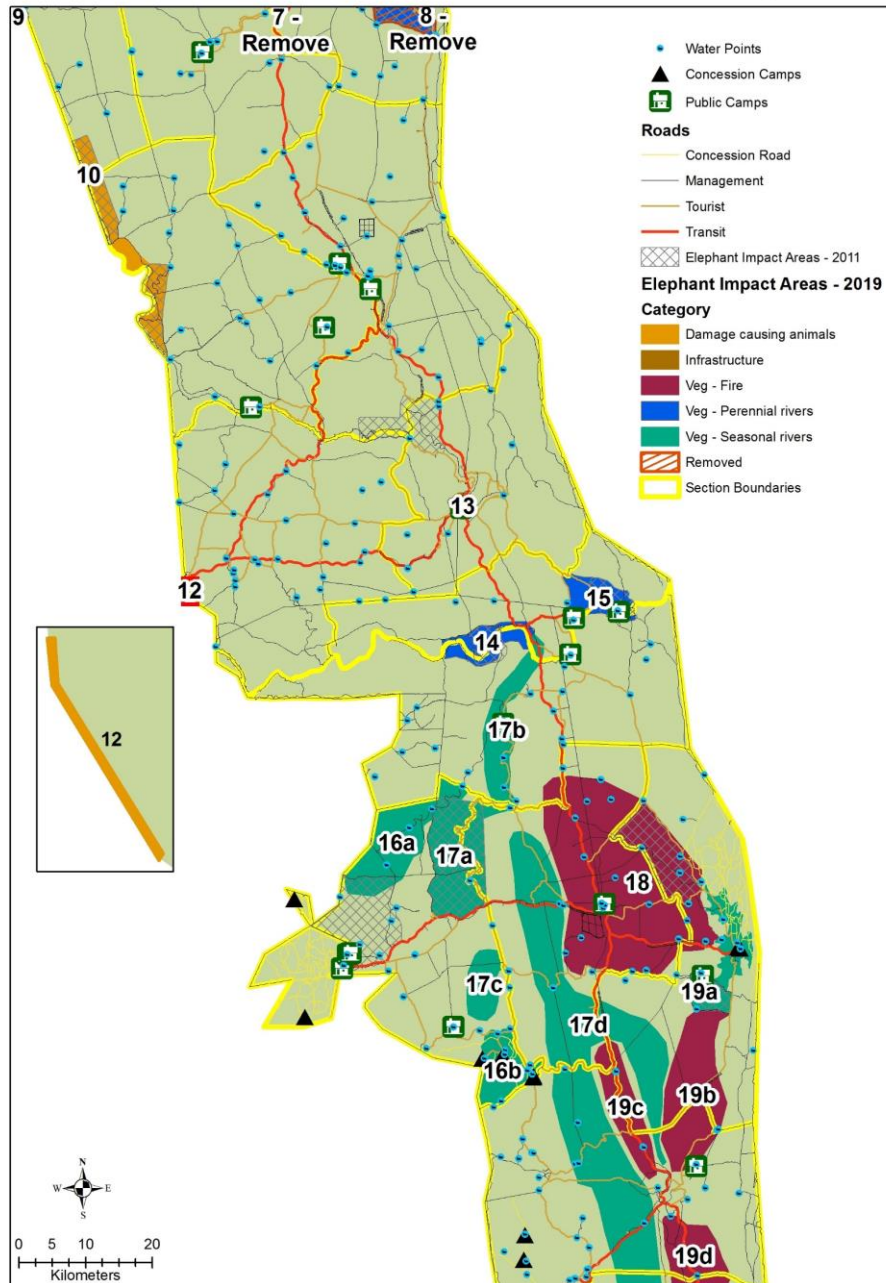 9
7 -
Remove
8 -
Remove
Water Points
Concession Camps
Public Camps
Roads
Concession Road
Management
Tourist
Transit
Elephant Impact Areas - 2011
Elephant Impact Areas - 2019
Category
Damage causing animals
Infrastructure
Veg - Fire
Veg - Perennial rivers
Veg - Seasonal rivers
Removed
Section Boundaries
10
13
12
15
14
12
17b
16a
17a
18
17c
19a
17d
16b
19c
19b
19d
N
W
E
S
0
5
10
20
Kilometers